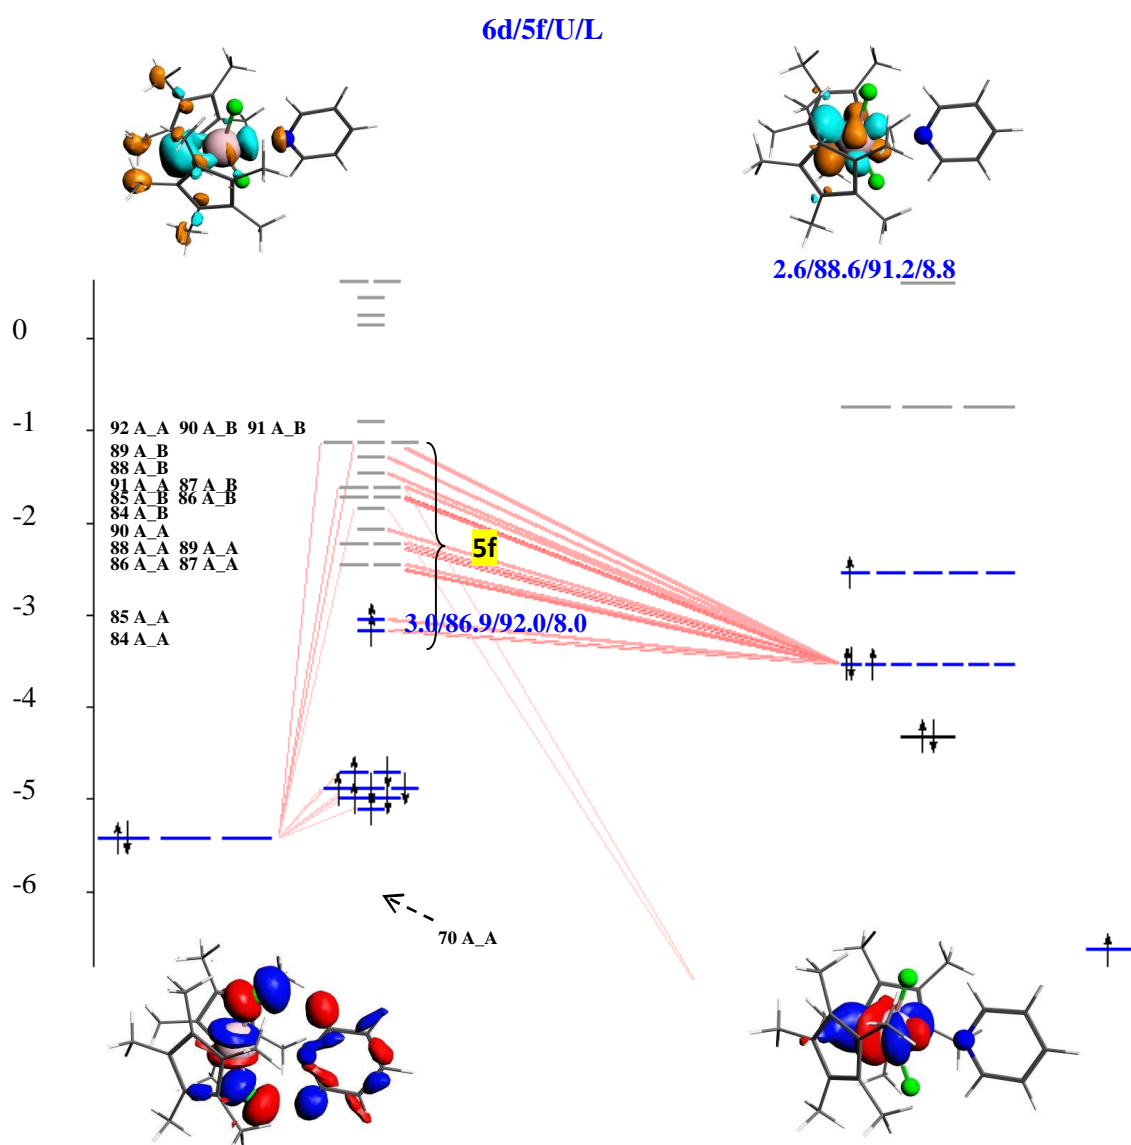 6d/5f/U/L
2.6/88.6/91.2/8.8
0
-1
92 A_A 90 A_B 91 A_B
89 A_B
88 A_B
91 A_A 87 A_B
-2
85 A_B 86 A_B
84 A_B
90 A_A
88 A_A 89 A_A
86 A_A 87 A_A
5f
-3
85 A_A
3.0/86.9/92.0/8.0
84 A_A
-4
-5
-6
70 A_A